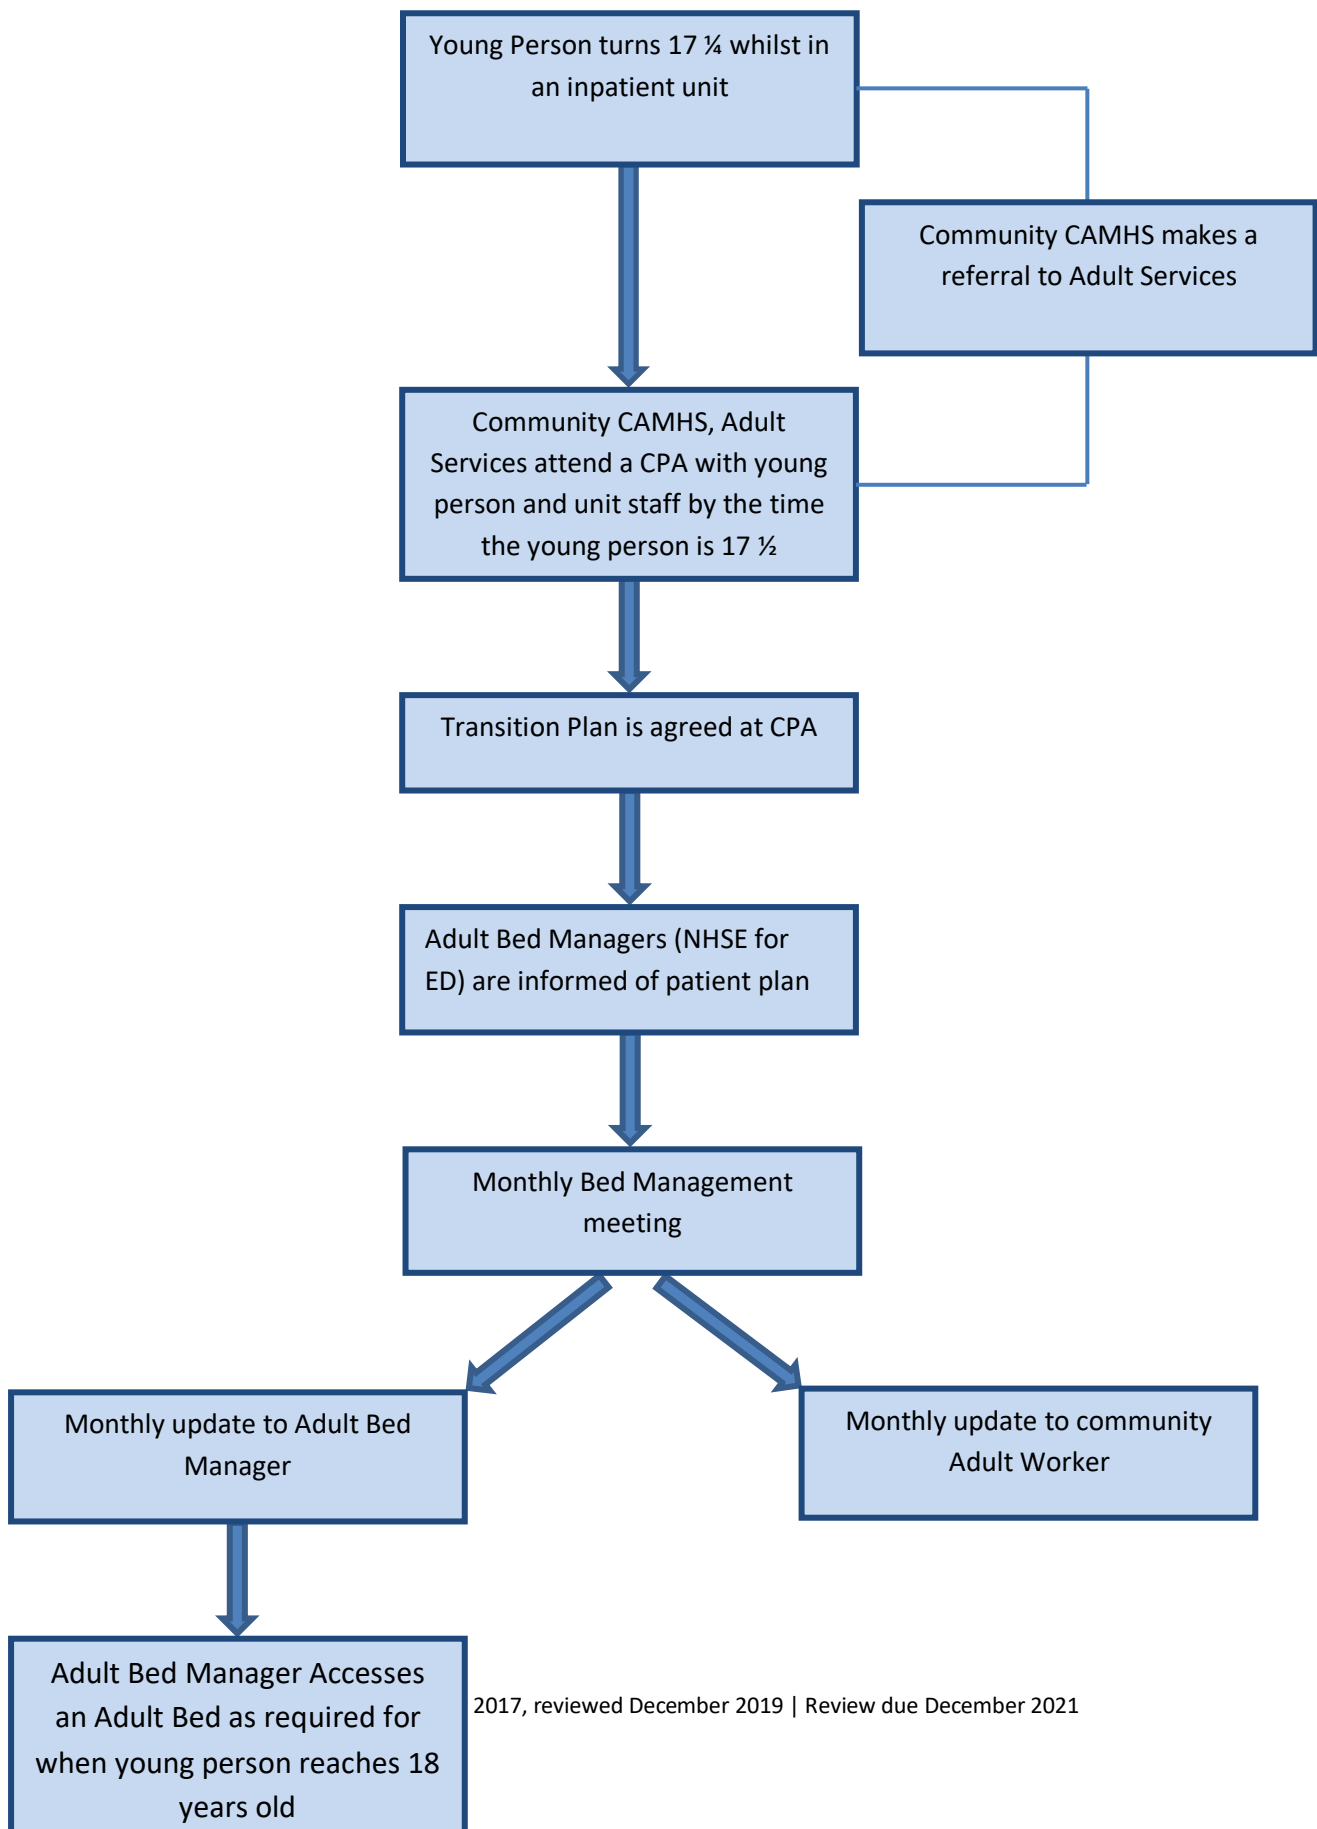 Young Person turns 17 ¼ whilst in
an inpatient unit
Community CAMHS makes a
referral to Adult Services
Community CAMHS, Adult
Services attend a CPA with young
person and unit staff by the time
the young person is 17 ½
Transition Plan is agreed at CPA
Adult Bed Managers (NHSE for
ED) are informed of patient plan
Monthly Bed Management
meeting
Monthly update to Adult Bed
Manager
Monthly update to community
Adult Worker
Adult Bed Manager Accesses
an Adult Bed as required for
when young person reaches 18
years old
2017, reviewed December 2019 | Review due December 2021